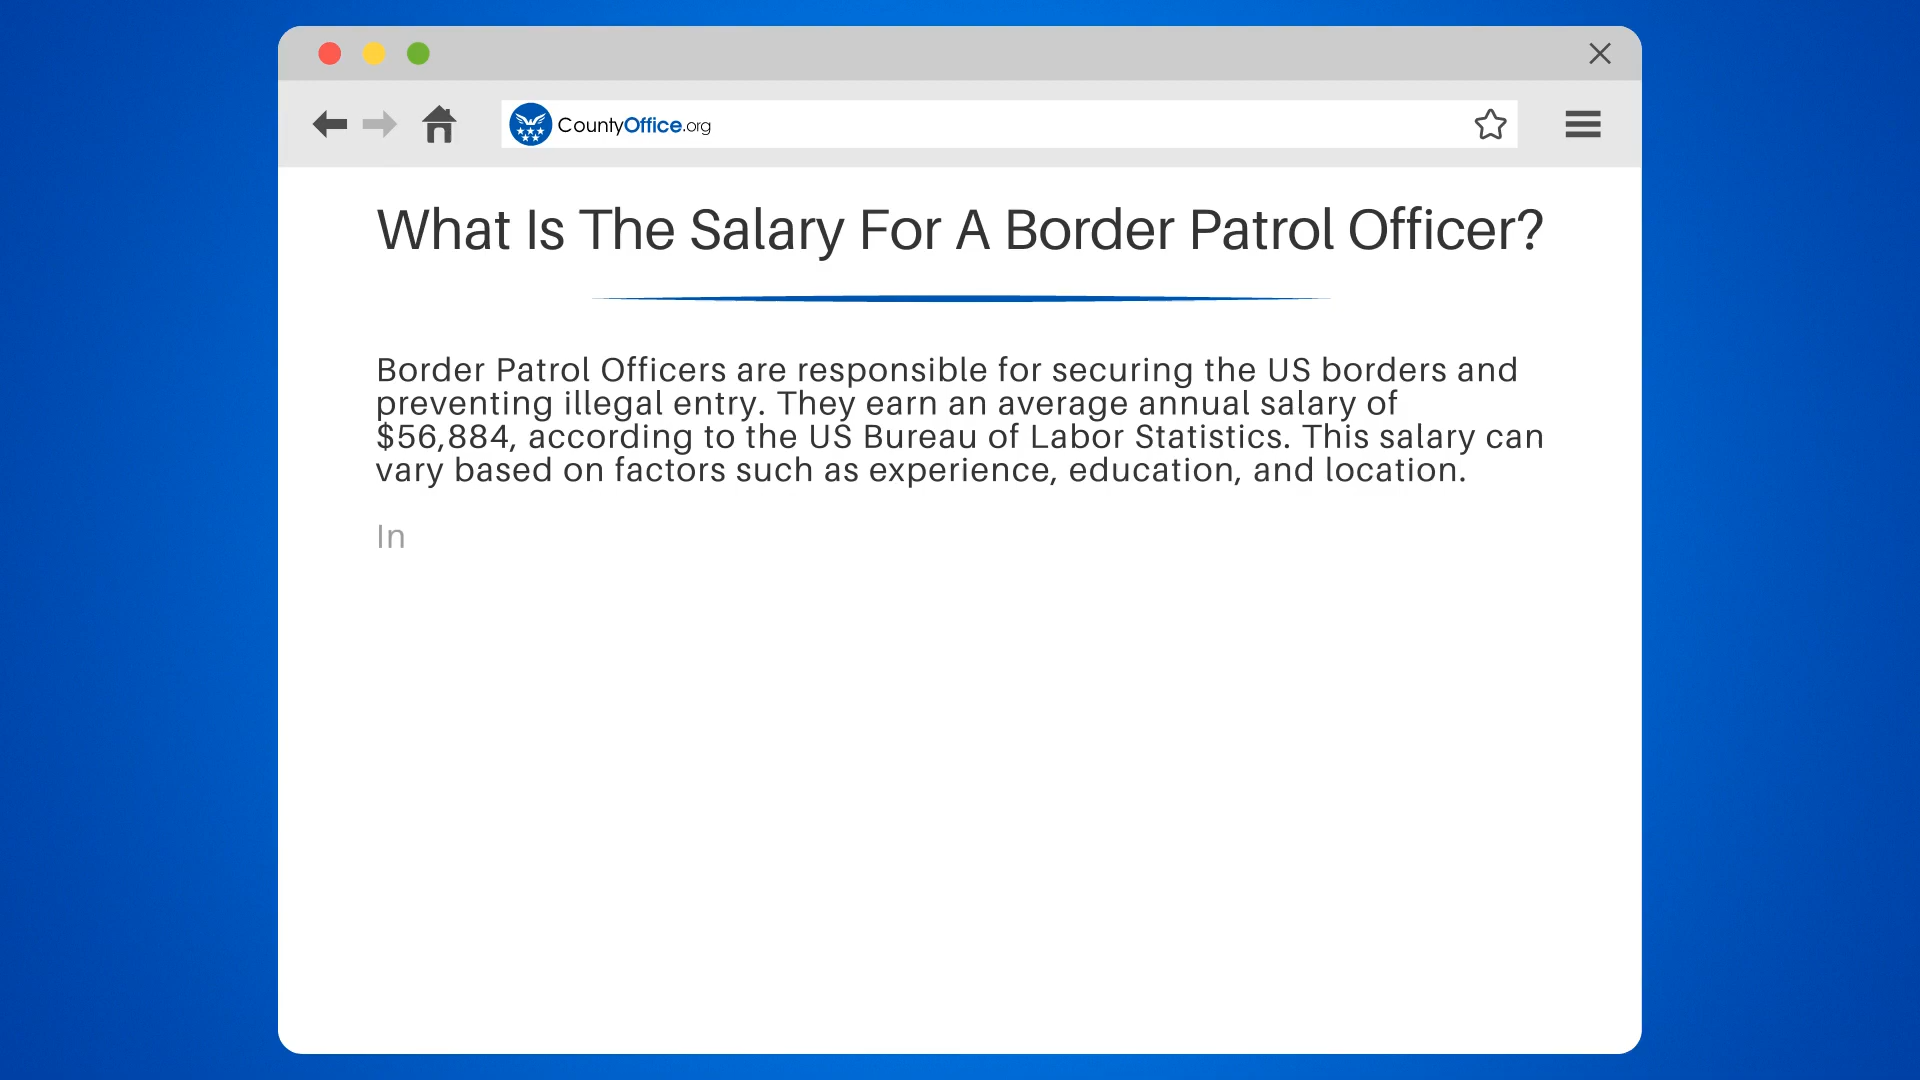 CountyOffice.org
What Is The Salary For A Border Patrol Officer?
Border Patrol Officers are responsible for securing the US borders and
preventing illegal entry. They earn an average annual salary of
$56,884, according to the US Bureau of Labor Statistics. This salary can
vary based on factors such as experience, education, and location.
In